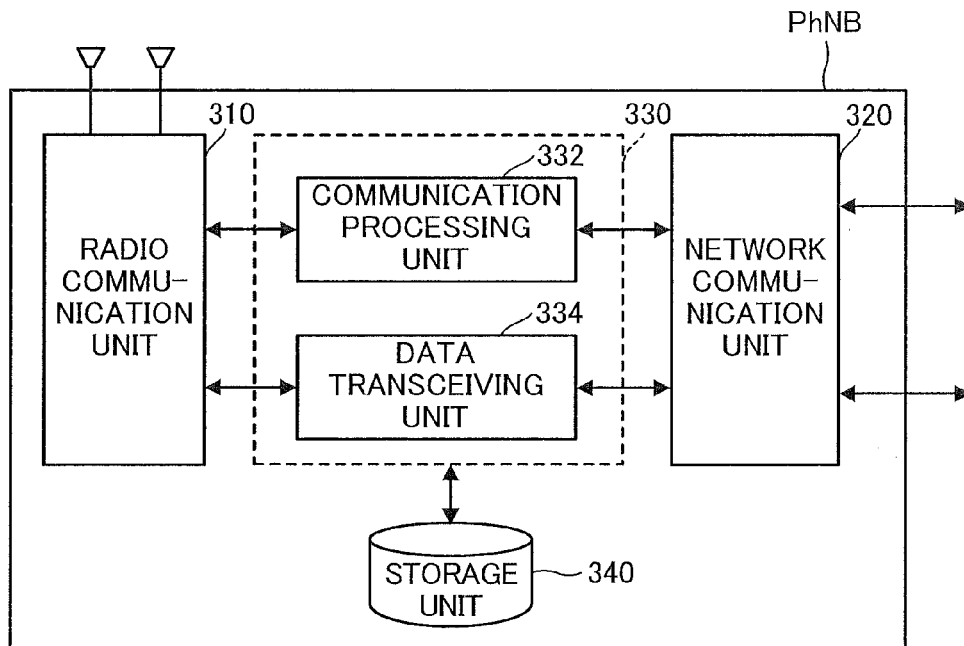 PhNB
310
330
320
332
COMMUNICATION
PROCESSING
UNIT
RADIO
COMMU-
NICATION
UNIT
NETWORK
COMMU-
NICATION
UNIT
334
DATA
TRANSCEIVING
UNIT
STORAGE
UNIT
340